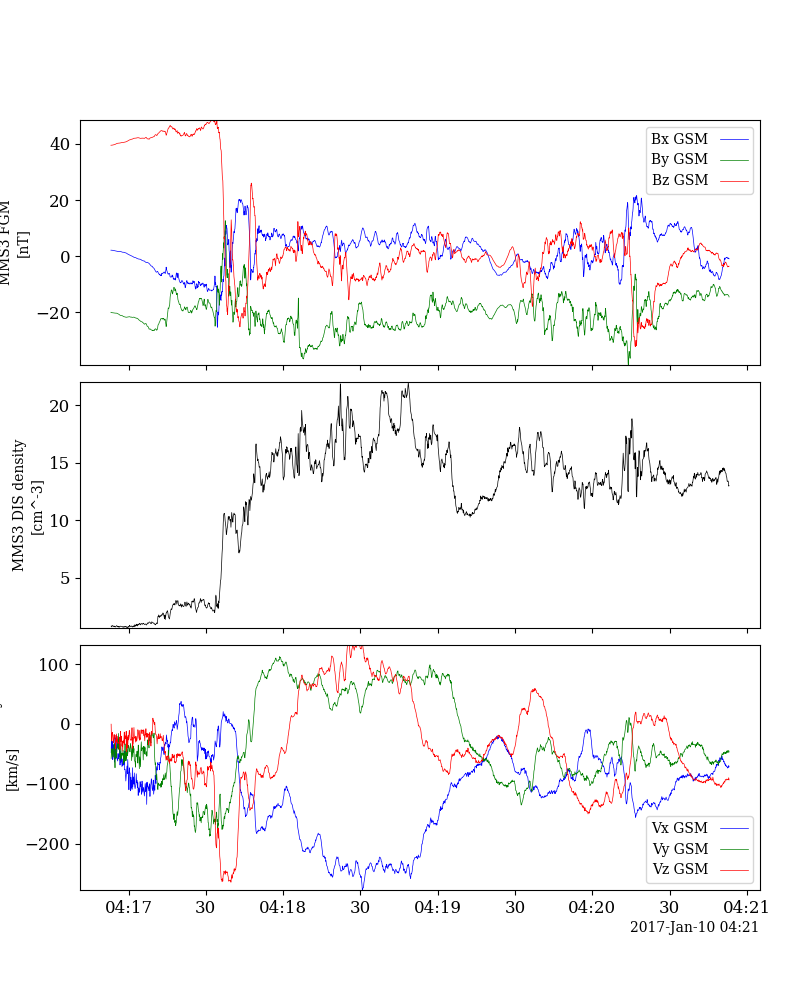 40
20
0
−20
MMS3 FGM
[nT]
Bx GSM
By GSM
Bz GSM
20
15
10
5
MMS3 DIS density
[cm^-3]
100
0
−100
−200
[km/s]
Vx GSM
Vy GSM
Vz GSM
04:17 30 04:18 30 04:19 30 04:20 30 04:21
2017-Jan-10 04:21